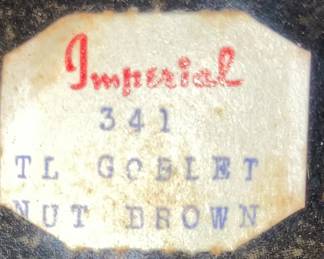 Imperial
341
TL GOBLET
NUT BROWN